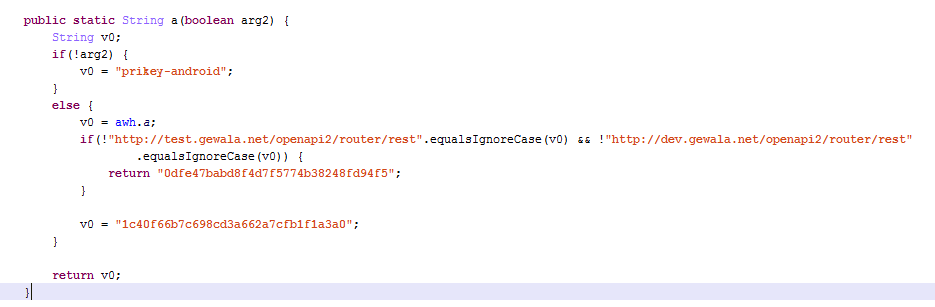 public static String a(boolean arg2) {
String v0;
if(!arg2) {
v0 = "prikey-android";
}
else {
v0 = awh.a;
if(!"http://test.gewala.net/openapi2/router/rest".equalsIgnoreCase(v0) && !"http://dev.gewala.net/openapi2/router/rest"
.equalsIgnoreCase(v0)) {
return "0dfe47babd8f4d7f5774b38248fd94f5";
}
v0 = "1c40f66b7c698cd3a662a7cfb1f1a3a0";
}
return v0;
}